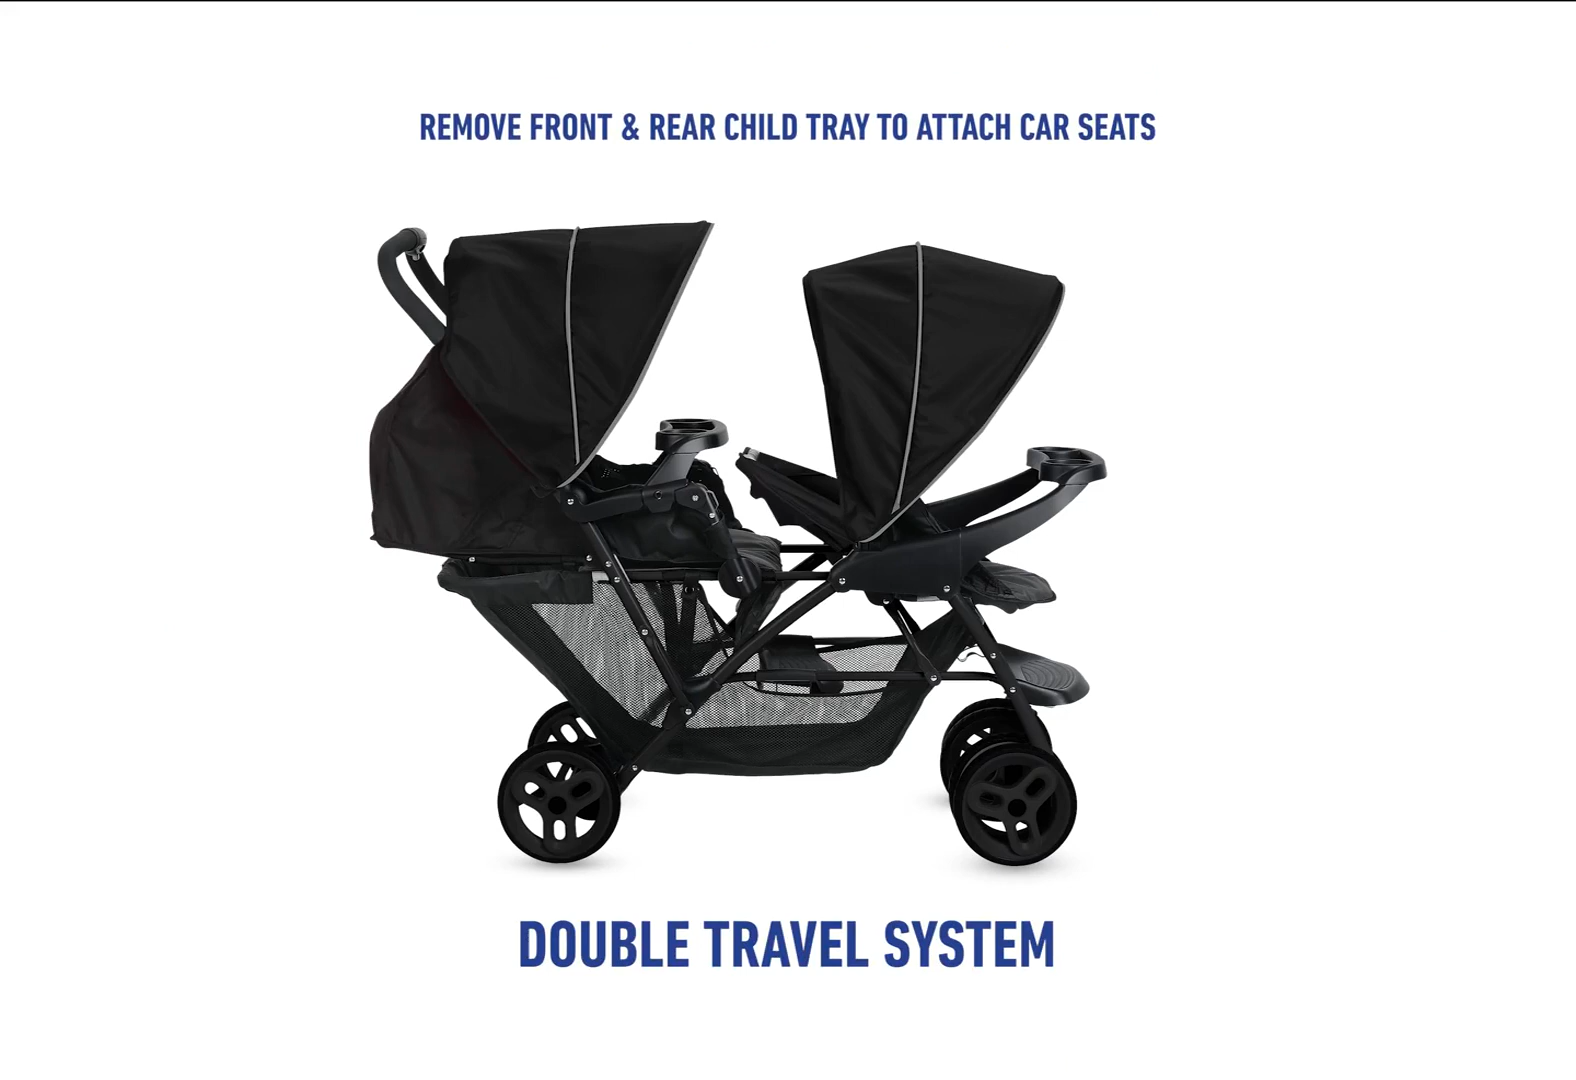 REMOVE FRONT & REAR CHILD TRAY TO ATTACH CAR SEATS
DOUBLE TRAVEL SYSTEM